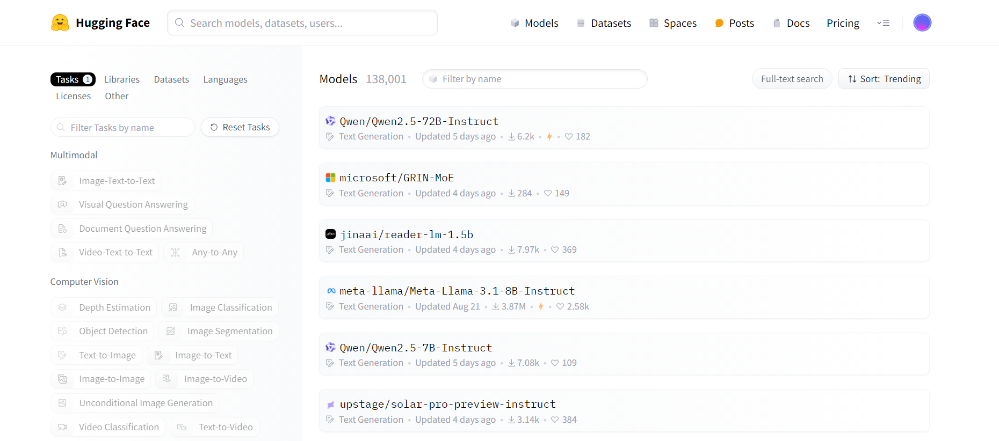 Hugging Face
Search models, datasets, users...
Models
Datasets
Spaces
Posts
Docs
Pricing
Tasks 1
Libraries
Datasets
Languages
Licenses
Other
Filter Tasks by name
Reset Tasks
Multimodal
Image-Text-to-Text
Visual Question Answering
Document Question Answering
Video-Text-to-Text
Any-to-Any
Computer Vision
Depth Estimation
Image Classification
Object Detection
Image Segmentation
Text-to-Image
Image-to-Text
Image-to-Image
Image-to-Video
Unconditional Image Generation
Video Classification
Text-to-Video
Models 138,001
Filter by name
Full-text search
Sort: Trending
Qwen/Qwen2.5-72B-Instruct
Text Generation • Updated 5 days ago • 6.2k • • 182
microsoft/GRIN-MoE
Text Generation • Updated 4 days ago • 284 • 149
jinaai/reader-lm-1.5b
Text Generation • Updated 4 days ago • 7.97k • 369
meta-llama/Meta-Llama-3.1-8B-Instruct
Text Generation • Updated Aug 21 • 3.87M • • 2.58k
Qwen/Qwen2.5-7B-Instruct
Text Generation • Updated 5 days ago • 7.08k • 109
upstage/solar-pro-preview-instruct
Text Generation • Updated 4 days ago • 3.14k • 384